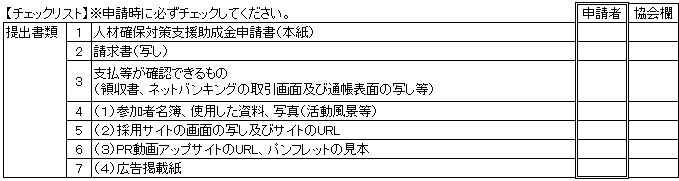 【チェックリスト】※申請時に必ずチェックしてください。 申請者 協会欄
提出書類 1 人材確保対策支援助成金申請書(本紙)
2 請求書(写し)
3 支払等が確認できるもの
(領収書、ネットバンキングの取引画面及び通帳表面の写し等)
4 (1)参加者名簿、使用した資料、写真(活動風景等)
5 (2)採用サイトの画面の写し及びサイトのURL
6 (3)PR動画アップサイトのURL、パンフレットの見本
7 (4)広告掲載紙